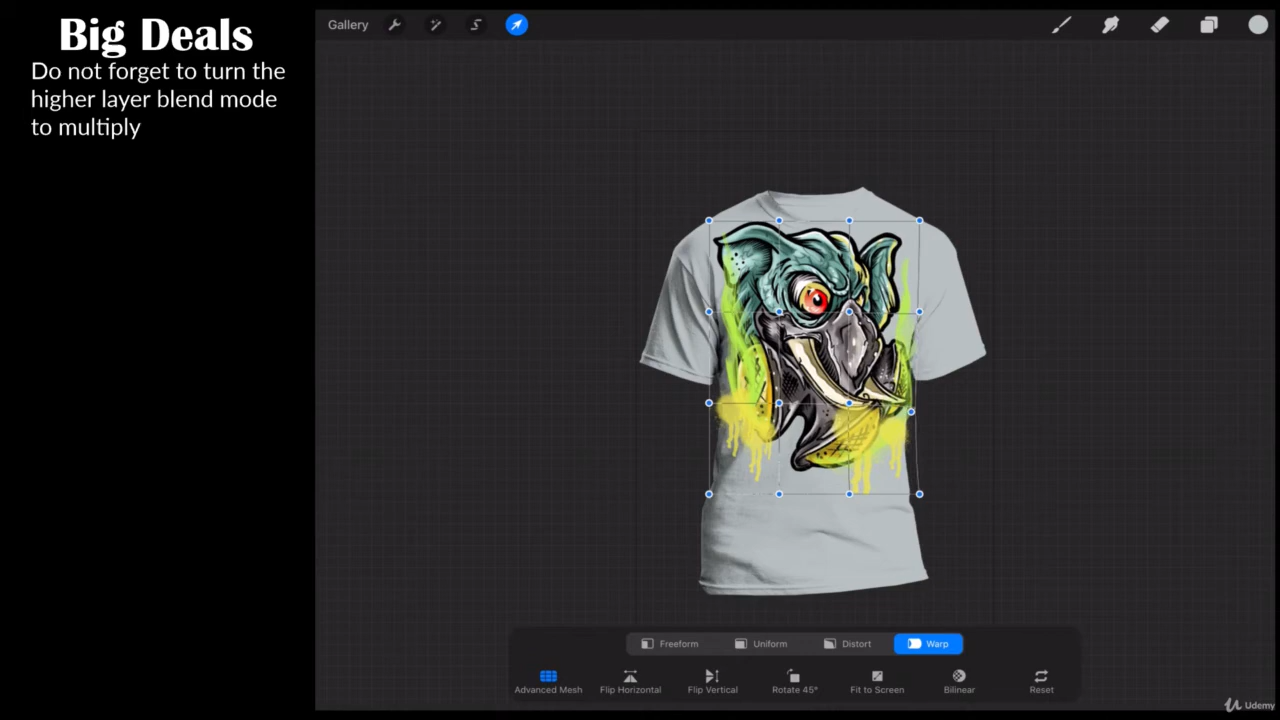 Big Deals
Do not forget to turn the
higher layer blend mode
to multiply
Gallery
Freeform Uniform Distort Warp
Advanced Mesh Flip Horizontal Flip Vertical Rotate 45° Fit to Screen Bilinear Reset
Udemy